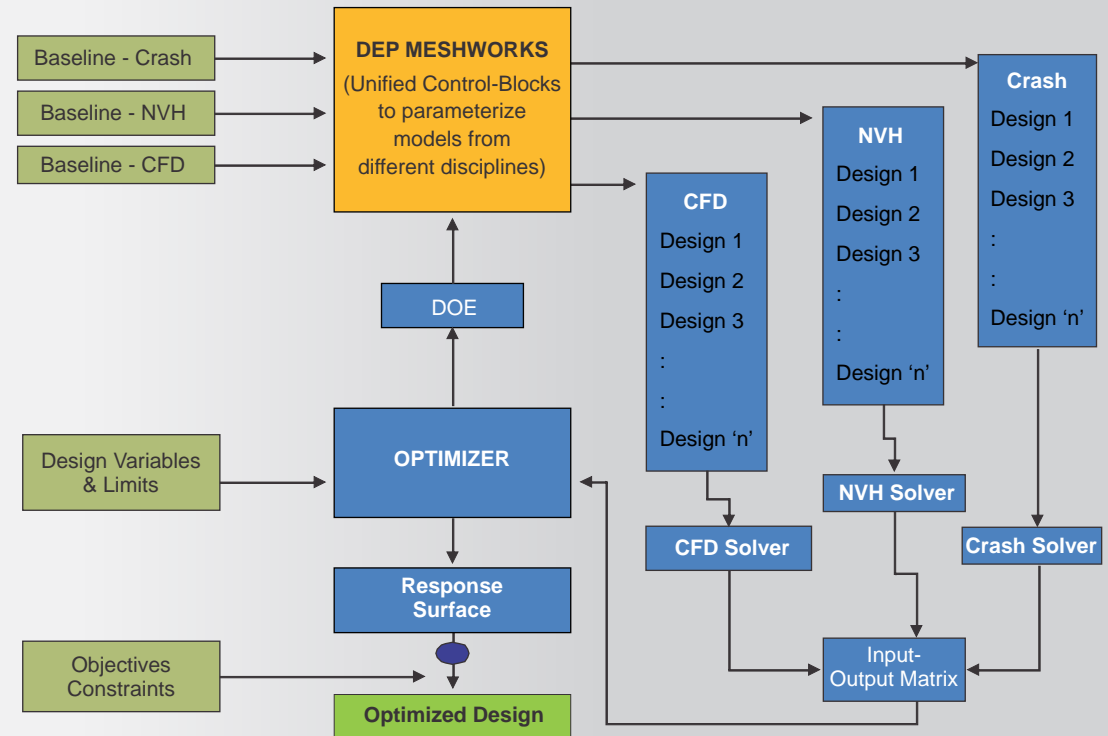 Baseline - Crash
Baseline - NVH
Baseline - CFD
DEP MESHWORKS
(Unified Control-Blocks
to parameterize
models from
different disciplines)
Crash
Design 1
Design 2
Design 3
:
:
Design ‘n’
NVH
Design 1
Design 2
Design 3
:
:
Design ‘n’
CFD
Design 1
Design 2
Design 3
:
:
Design ‘n’
DOE
Design Variables
& Limits
OPTIMIZER
NVH Solver
CFD Solver
Crash Solver
Response
Surface
Input-
Output Matrix
Objectives
Constraints
Optimized Design